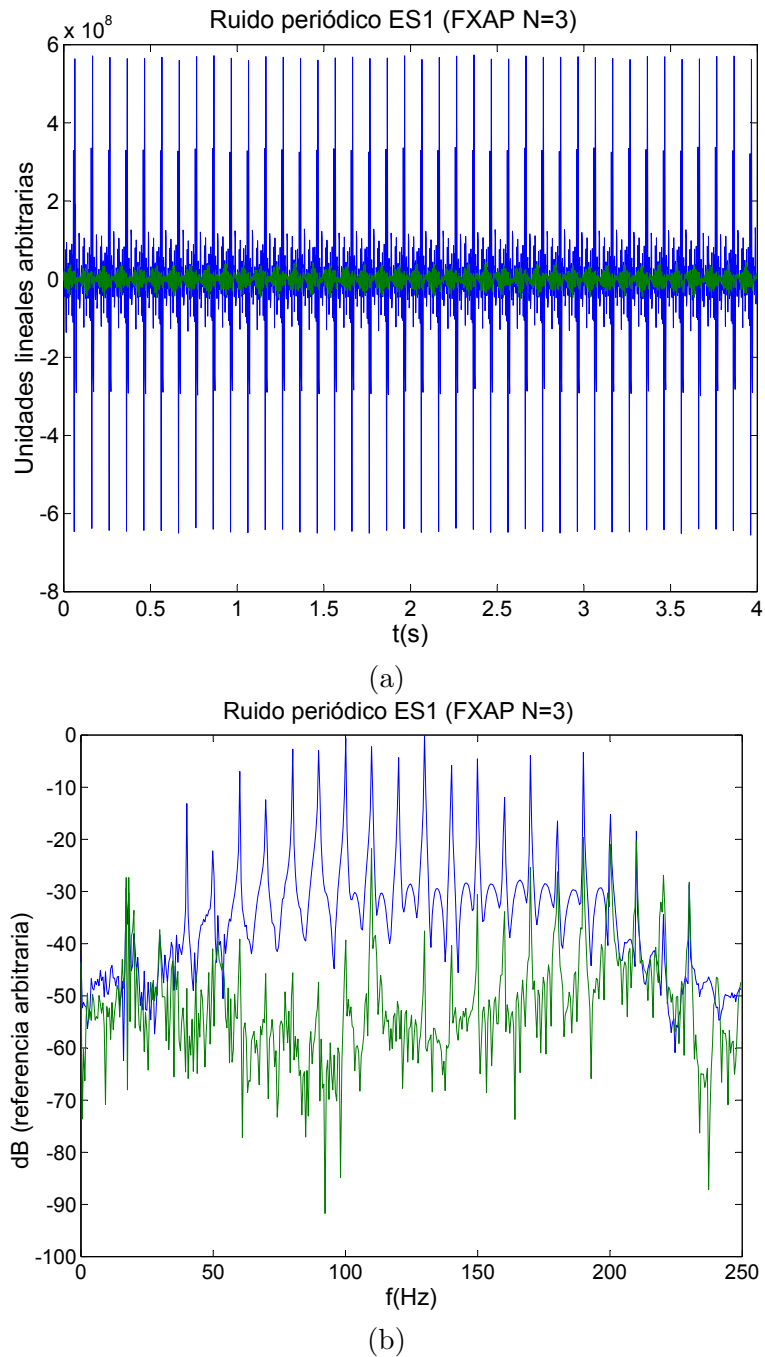 Ruido periódico ES1 (FXAP N=3)
x 10^8
6
4
2
0
-2
-4
-6
-8
Unidades lineales arbitrarias
0 0.5 1 1.5 2 2.5 3 3.5 4
t(s)
(a)
Ruido periódico ES1 (FXAP N=3)
0
-10
-20
-30
-40
-50
-60
-70
-80
-90
-100
dB (referencia arbitraria)
0 50 100 150 200 250
f(Hz)
(b)